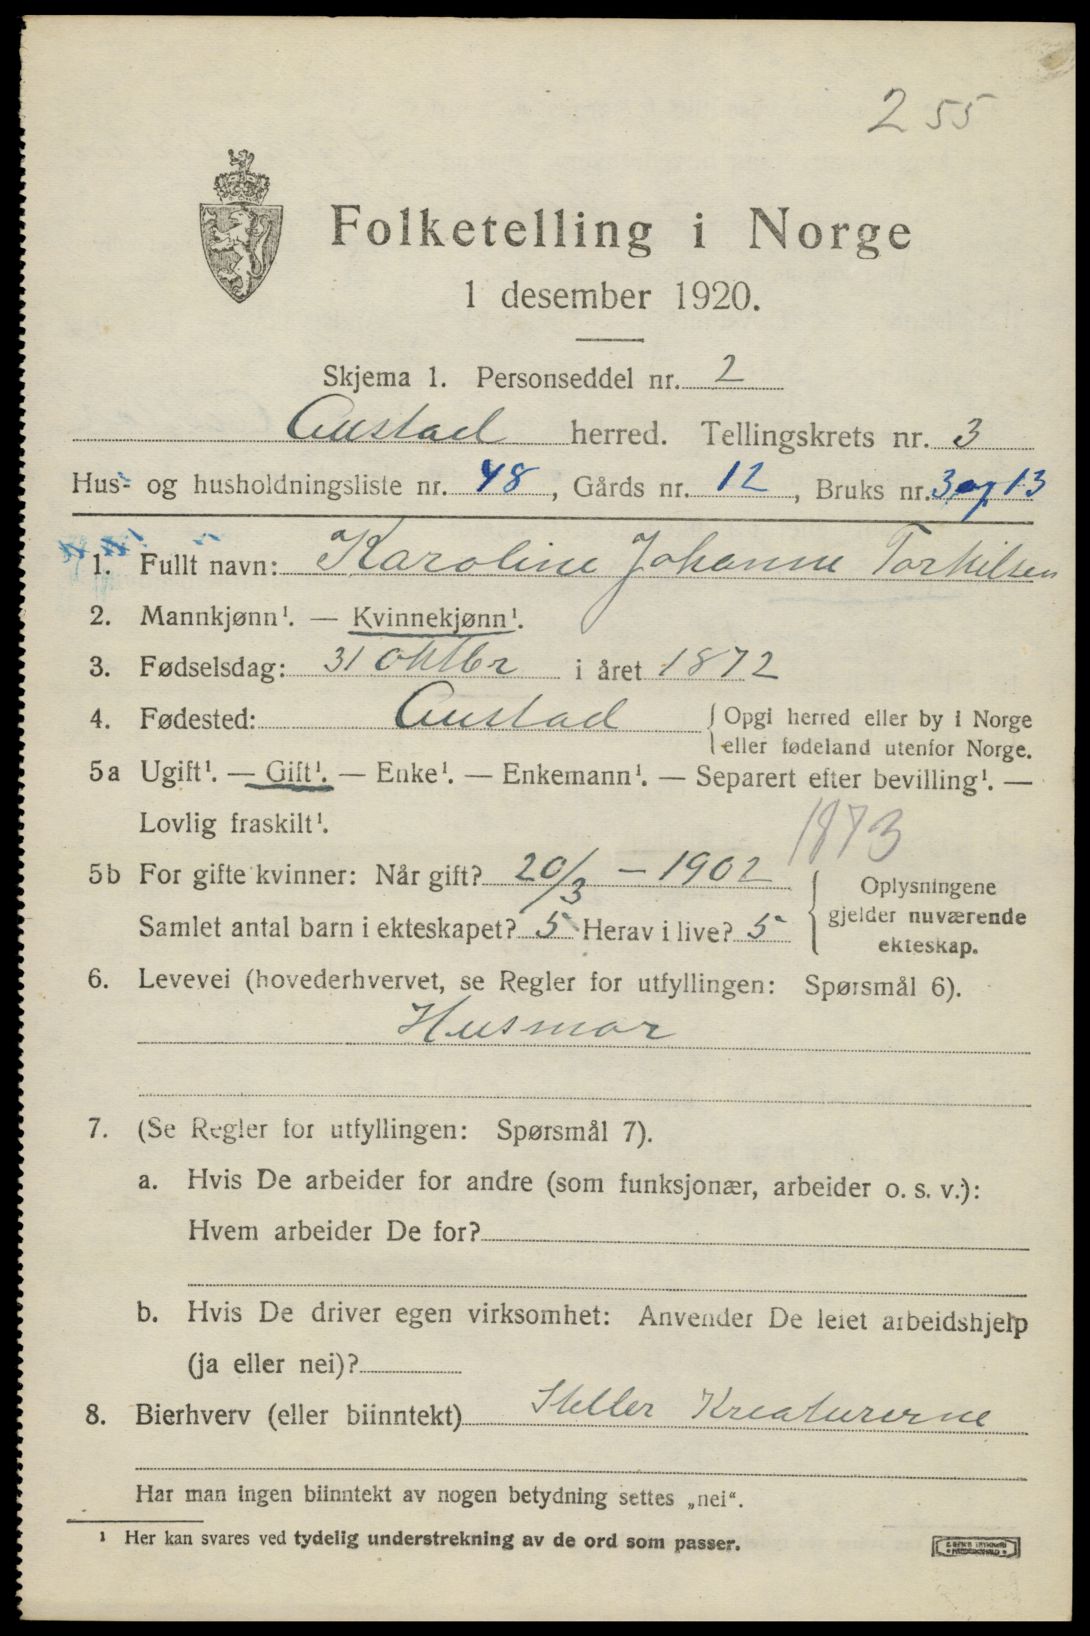 255
Folketelling i Norge
1 desember 1920.
Skjema 1. Personseddel nr. 2
Austad herred. Tellingskrets nr. 3
Hus- og husholdningsliste nr. 48, Gårds nr. 12, Bruks nr. 3 og 13
1. Fullt navn: Karoline Johanne Torkilsen
2. Mannkjønn¹. — Kvinnekjønn¹.
3. Fødselsdag: 31 oktbr i året 1872
4. Fødested: Austad { Opgi herred eller by i Norge
eller fødeland utenfor Norge.
5a Ugift¹. — Gift¹. — Enke¹. — Enkemann¹. — Separert efter bevilling¹. —
Lovlig fraskilt¹.
1873
5b For gifte kvinner: Når gift? 20/3 – 1902
Samlet antal barn i ekteskapet? 5 Herav i live? 5
{ Oplysningene
gjelder nuværende
ekteskap.
6. Levevei (hovederhvervet, se Regler for utfyllingen: Spørsmål 6).
Husmor
7. (Se Regler for utfyllingen: Spørsmål 7).
a. Hvis De arbeider for andre (som funksjonær, arbeider o. s. v.):
Hvem arbeider De for?
b. Hvis De driver egen virksomhet: Anvender De leiet arbeidshjelp
(ja eller nei)?
8. Bierhverv (eller biinntekt) Steller Kreaturerne
Har man ingen biinntekt av nogen betydning settes „nei“.
¹ Her kan svares ved tydelig understrekning av de ord som passer.